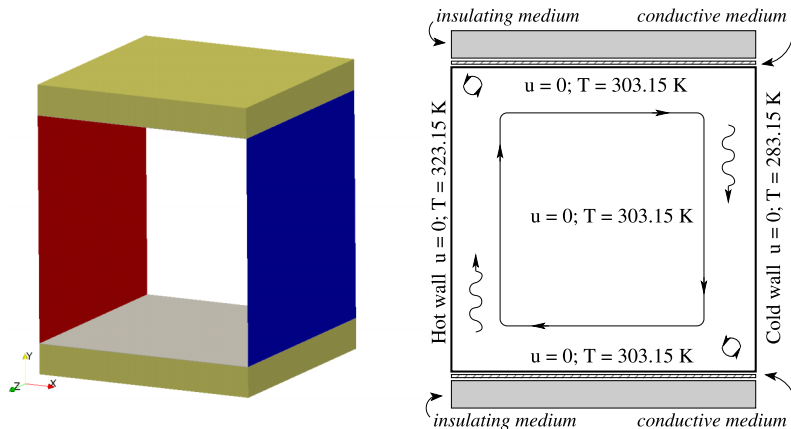 insulating medium
conductive medium
u = 0; T = 303.15 K
Hot wall u = 0; T = 323.15 K
u = 0; T = 303.15 K
Cold wall u = 0; T = 283.15 K
u = 0; T = 303.15 K
insulating medium
conductive medium
Y
Z
X